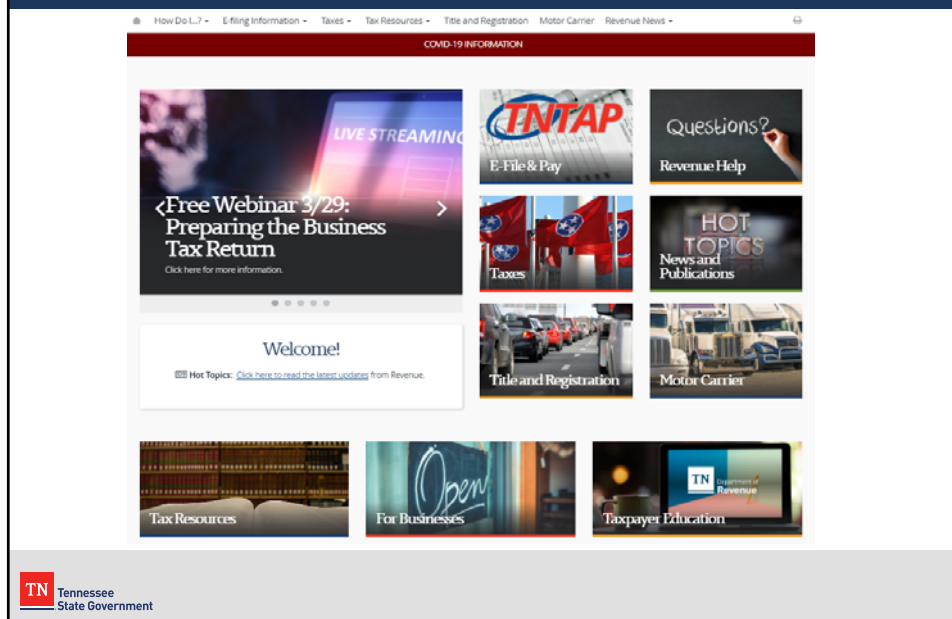 How Do I...? E-filing Information Taxes Tax Resources Title and Registration Motor Carrier Revenue News
COVID-19 INFORMATION
LIVE STREAMING
Free Webinar 3/29:
Preparing the Business
Tax Return
Click here for more information.
TNTAP
E-File & Pay
Questions?
Revenue Help
Taxes
HOT
TOPICS
News and
Publications
Welcome!
Hot Topics: Click here to read the latest updates from Revenue.
Title and Registration
Motor Carrier
Tax Resources
Open
For Businesses
TN
Department of
Revenue
Taxpayer Education
TN
Tennessee
State Government